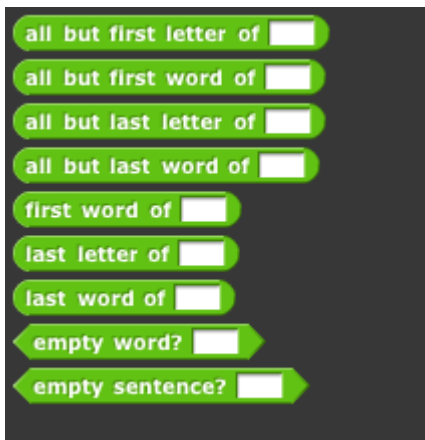 all but first letter of
all but first word of
all but last letter of
all but last word of
first word of
last letter of
last word of
empty word?
empty sentence?